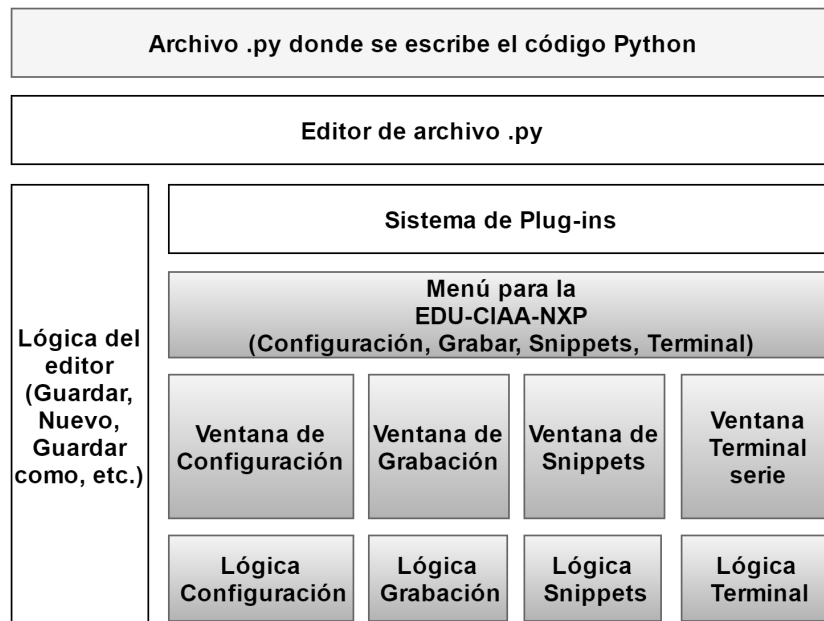 Archivo .py donde se escribe el código Python
Editor de archivo .py
Lógica del
editor
(Guardar,
Nuevo,
Guardar
como, etc.)
Sistema de Plug-ins
Menú para la
EDU-CIAA-NXP
(Configuración, Grabar, Snippets, Terminal)
Ventana de
Configuración
Ventana de
Grabación
Ventana de
Snippets
Ventana
Terminal
serie
Lógica
Configuración
Lógica
Grabación
Lógica
Snippets
Lógica
Terminal